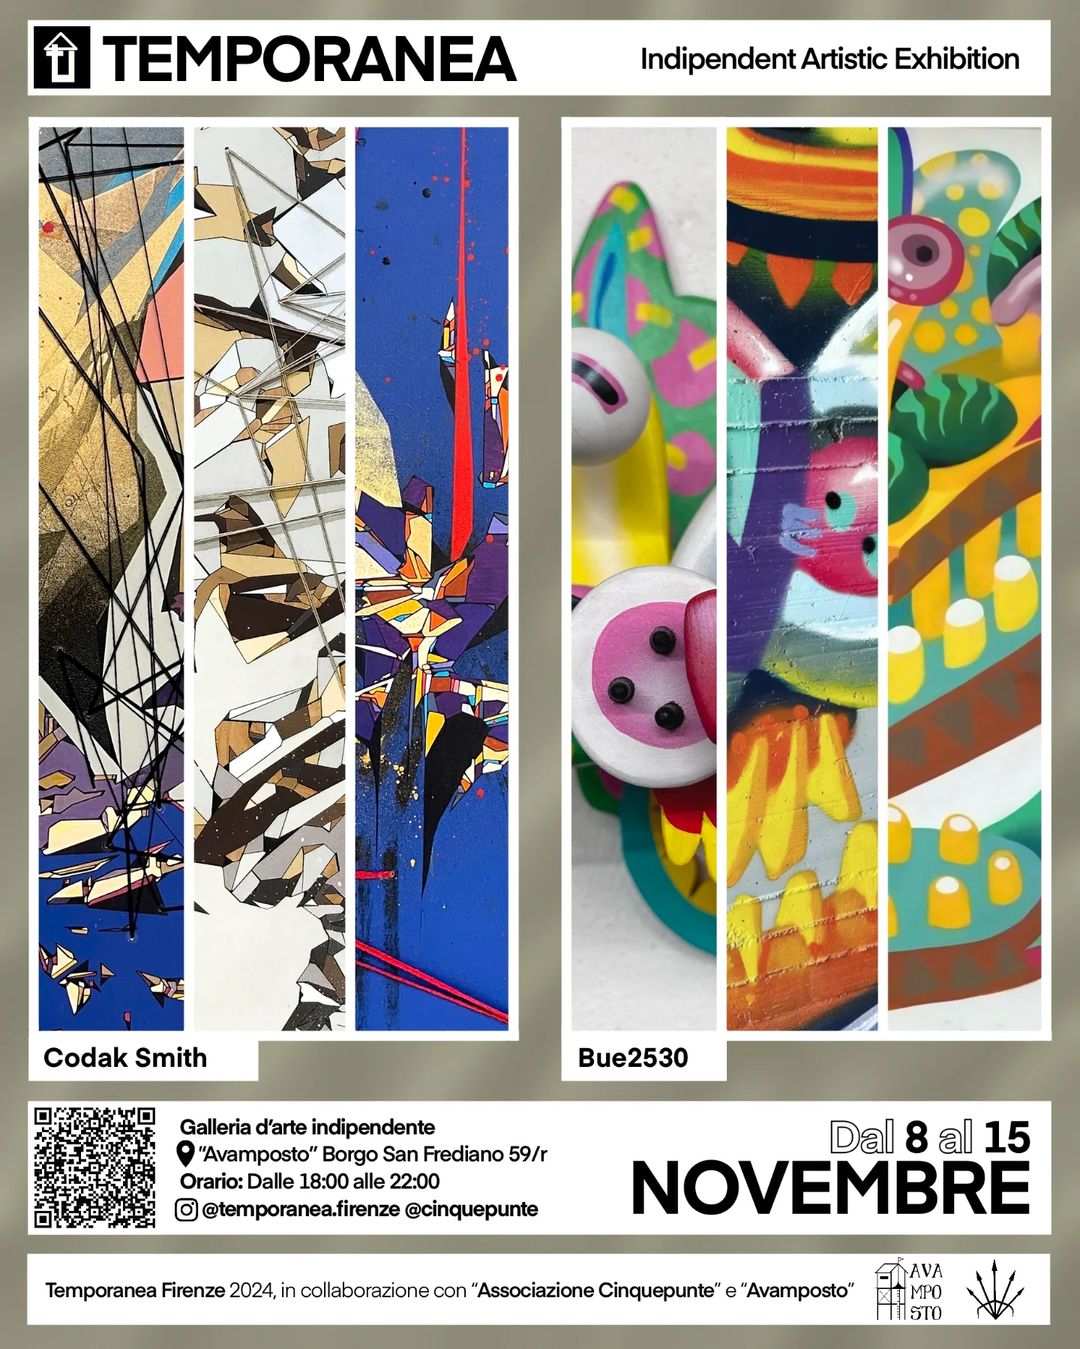 TEMPORANEA
Indipendent Artistic Exhibition
Codak Smith
Bue2530
Galleria d’arte indipendente
“Avamposto” Borgo San Frediano 59/r
Orario: Dalle 18:00 alle 22:00
@temporanea.firenze @cinquepunte
Dal 8 al 15
NOVEMBRE
Temporanea Firenze 2024, in collaborazione con “Associazione Cinquepunte” e “Avamposto”
AVA
MPO
STO